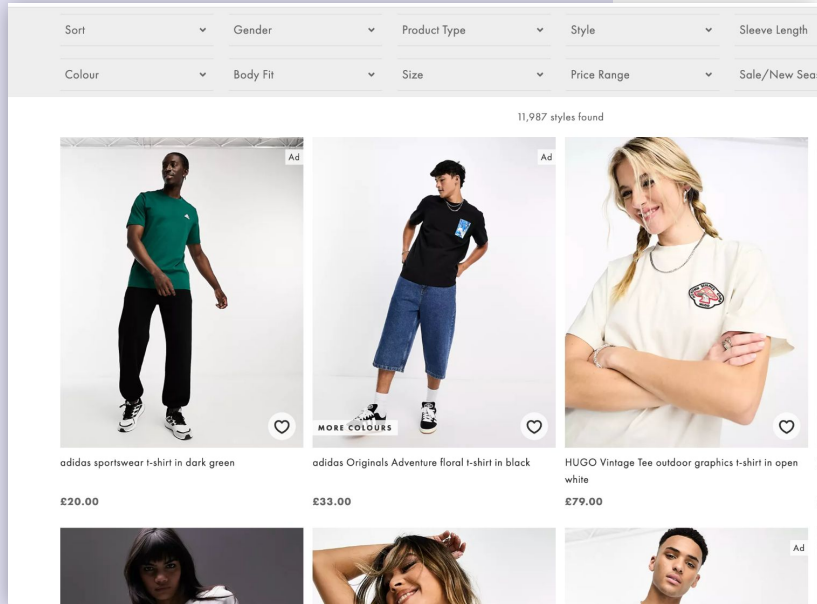 Sort
Gender
Product Type
Style
Sleeve Length
Colour
Body Fit
Size
Price Range
Sale/New Sea
11,987 styles found
Ad
Ad
MORE COLOURS
adidas sportswear t-shirt in dark green
adidas Originals Adventure floral t-shirt in black
HUGO Vintage Tee outdoor graphics t-shirt in open
white
£20.00
£33.00
£79.00
Ad